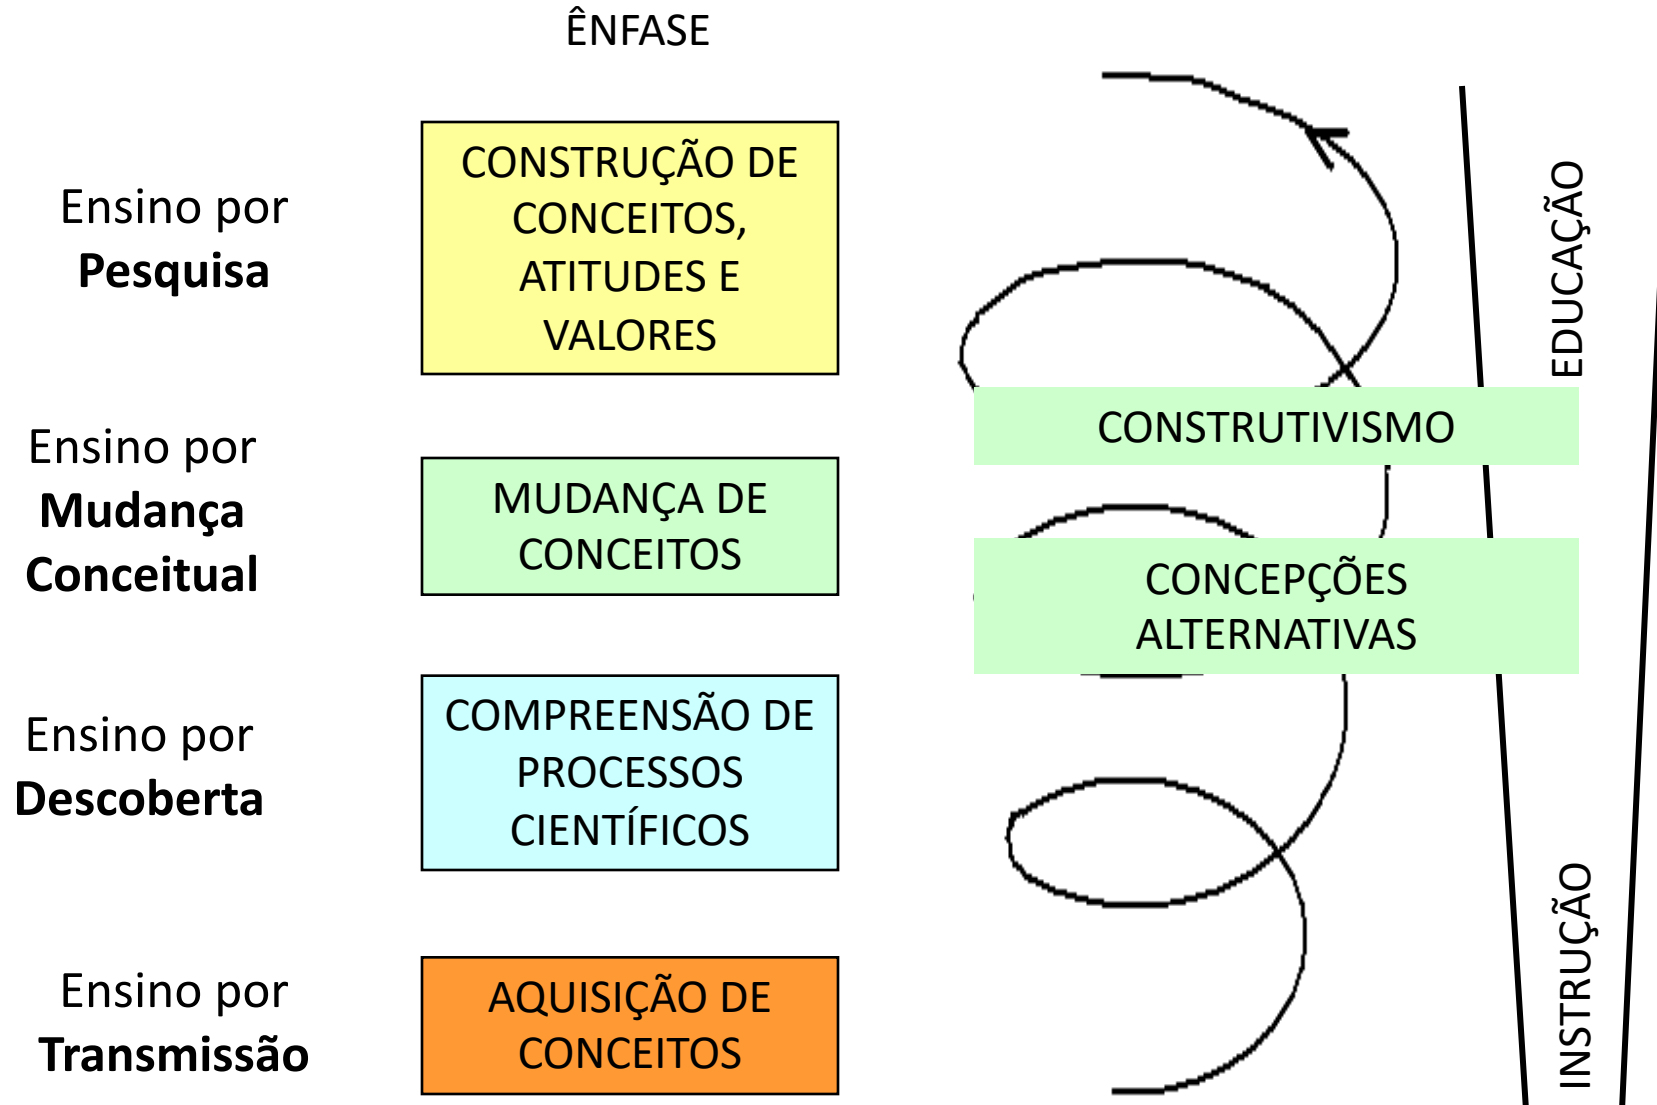 ÊNFASE
Ensino por
Pesquisa
CONSTRUÇÃO DE
CONCEITOS,
ATITUDES E
VALORES
EDUCAÇÃO
CONSTRUTIVISMO
Ensino por
Mudança
Conceitual
MUDANÇA DE
CONCEITOS
CONCEPÇÕES
ALTERNATIVAS
Ensino por
Descoberta
COMPREENSÃO DE
PROCESSOS
CIENTÍFICOS
Ensino por
Transmissão
AQUISIÇÃO DE
CONCEITOS
INSTRUÇÃO